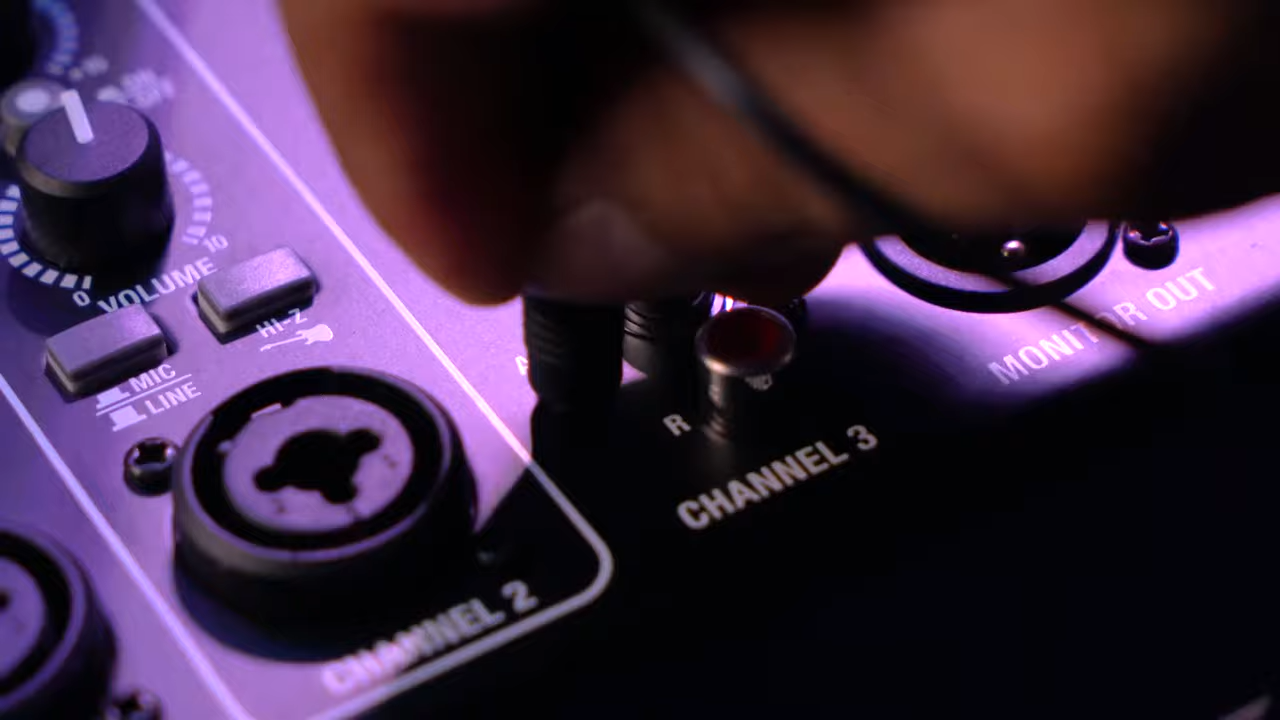 0
10
VOLUME
HI-Z
MIC
LINE
R
CHANNEL 3
CHANNEL 2
MONITOR OUT